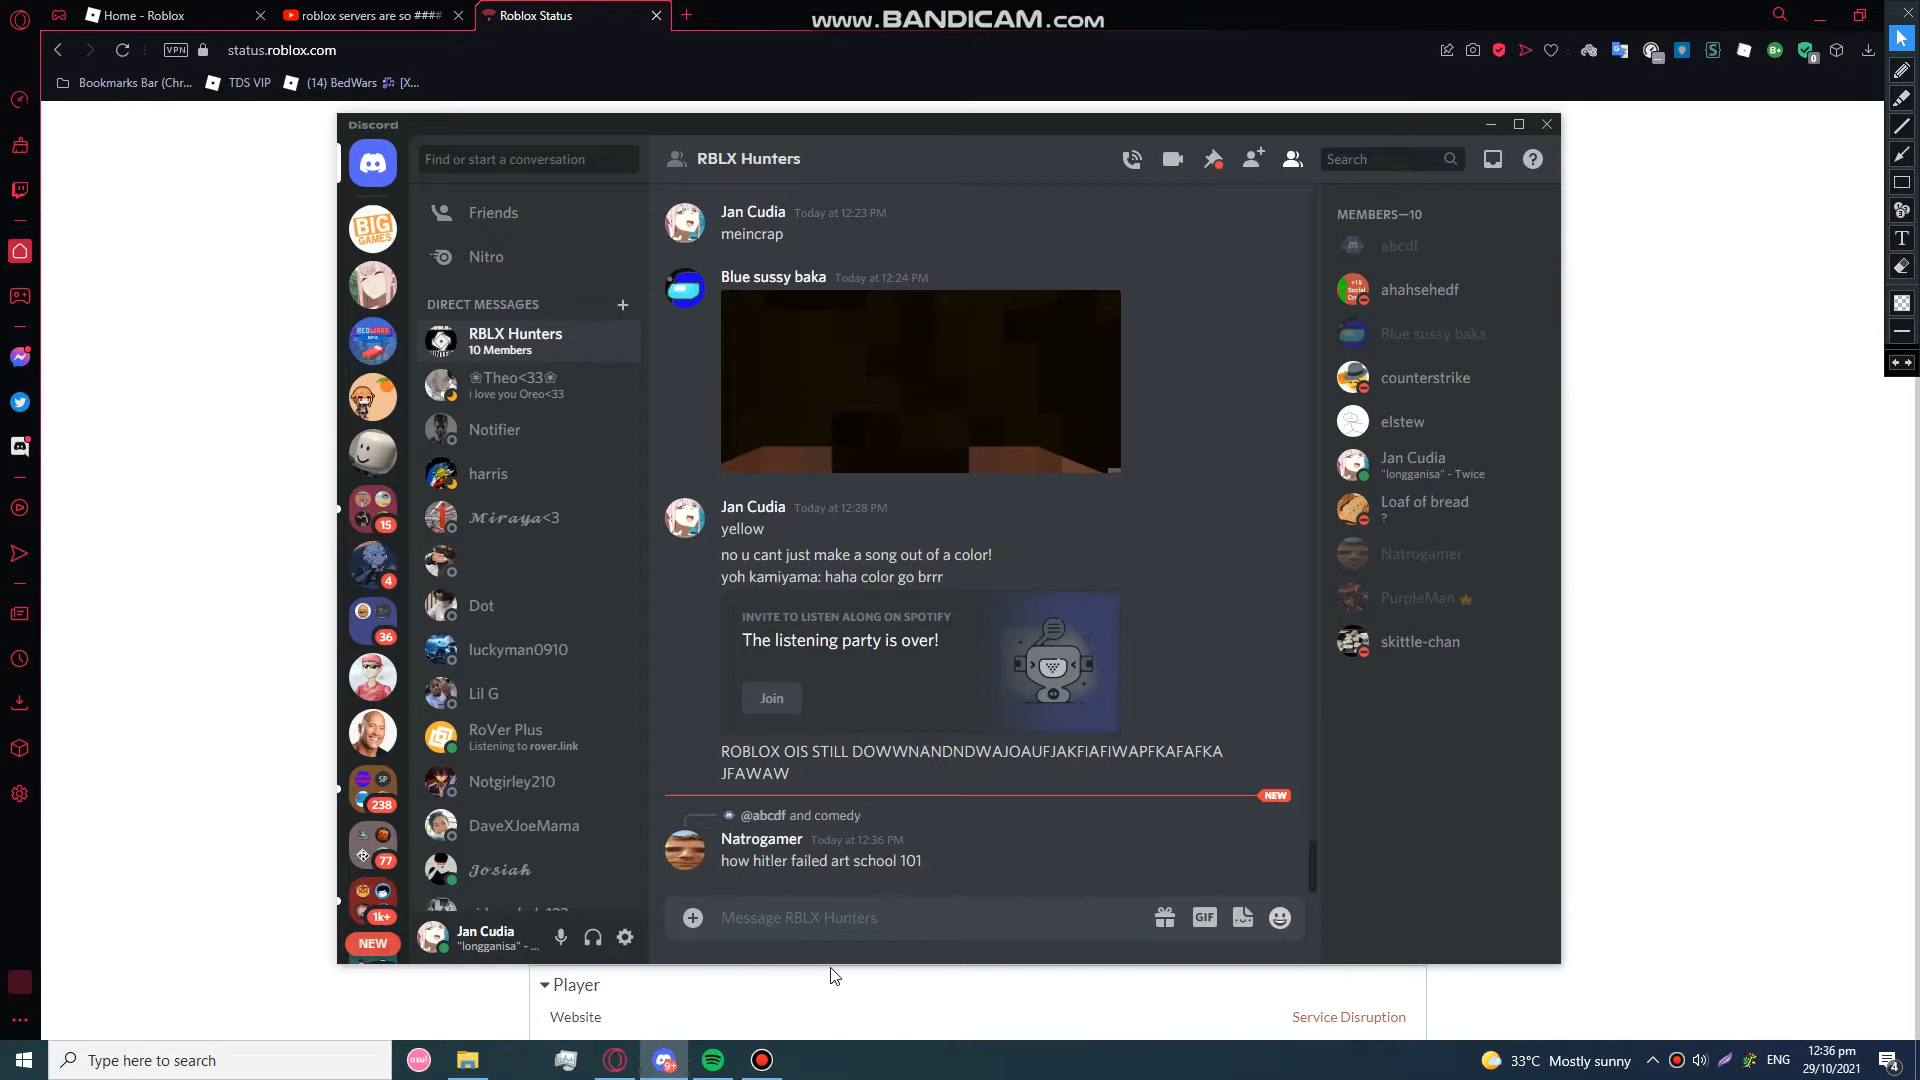 Home - Roblox
roblox servers are so ####
Roblox Status
www.BANDICAM.com
VPN
status.roblox.com
Bookmarks Bar (Chr...
TDS VIP
(14) BedWars 🎶 [X...
Discord
Find or start a conversation
RBLX Hunters
Search
Friends
Nitro
DIRECT MESSAGES
RBLX Hunters
10 Members
❀Theo<33❀
i love you Oreo<33
Notifier
harris
𝓜𝓲𝓻𝓪𝔂𝓪<3
Dot
luckyman0910
Lil G
RoVer Plus
Listening to rover.link
Notgirley210
DaveXJoeMama
𝓙𝓸𝓼𝓲𝓪𝓱
BIG
GAMES
BEDWARS
BETA
15
4
36
SP
238
77
1k+
NEW
Jan Cudia
"longganisa" - ...
Jan Cudia Today at 12:23 PM
meincrap
Blue sussy baka Today at 12:24 PM
Jan Cudia Today at 12:28 PM
yellow
no u cant just make a song out of a color!
yoh kamiyama: haha color go brrr
INVITE TO LISTEN ALONG ON SPOTIFY
The listening party is over!
Join
ROBLOX OIS STILL DOWWNANDNDWAJOAUFJAKFIAFIWAPFKAFAFKA
JFAWAW
NEW
@abcdf and comedy
Natrogamer Today at 12:36 PM
how hitler failed art school 101
Message RBLX Hunters
GIF
MEMBERS—10
abcdf
ahahsehedf
Blue sussy baka
counterstrike
elstew
Jan Cudia
"longganisa" - Twice
Loaf of bread
?
Natrogamer
PurpleMan
skittle-chan
Player
Website
Service Disruption
Type here to search
osu!
9+
33°C Mostly sunny
ENG
12:36 pm
29/10/2021
4